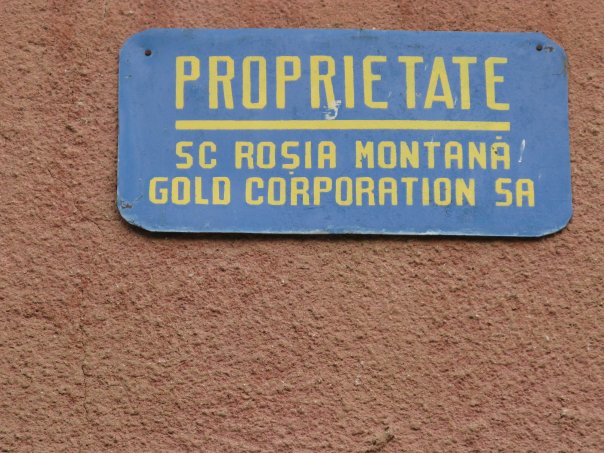 PROPRIETATE
SC ROȘIA MONTANĂ
GOLD CORPORATION SA